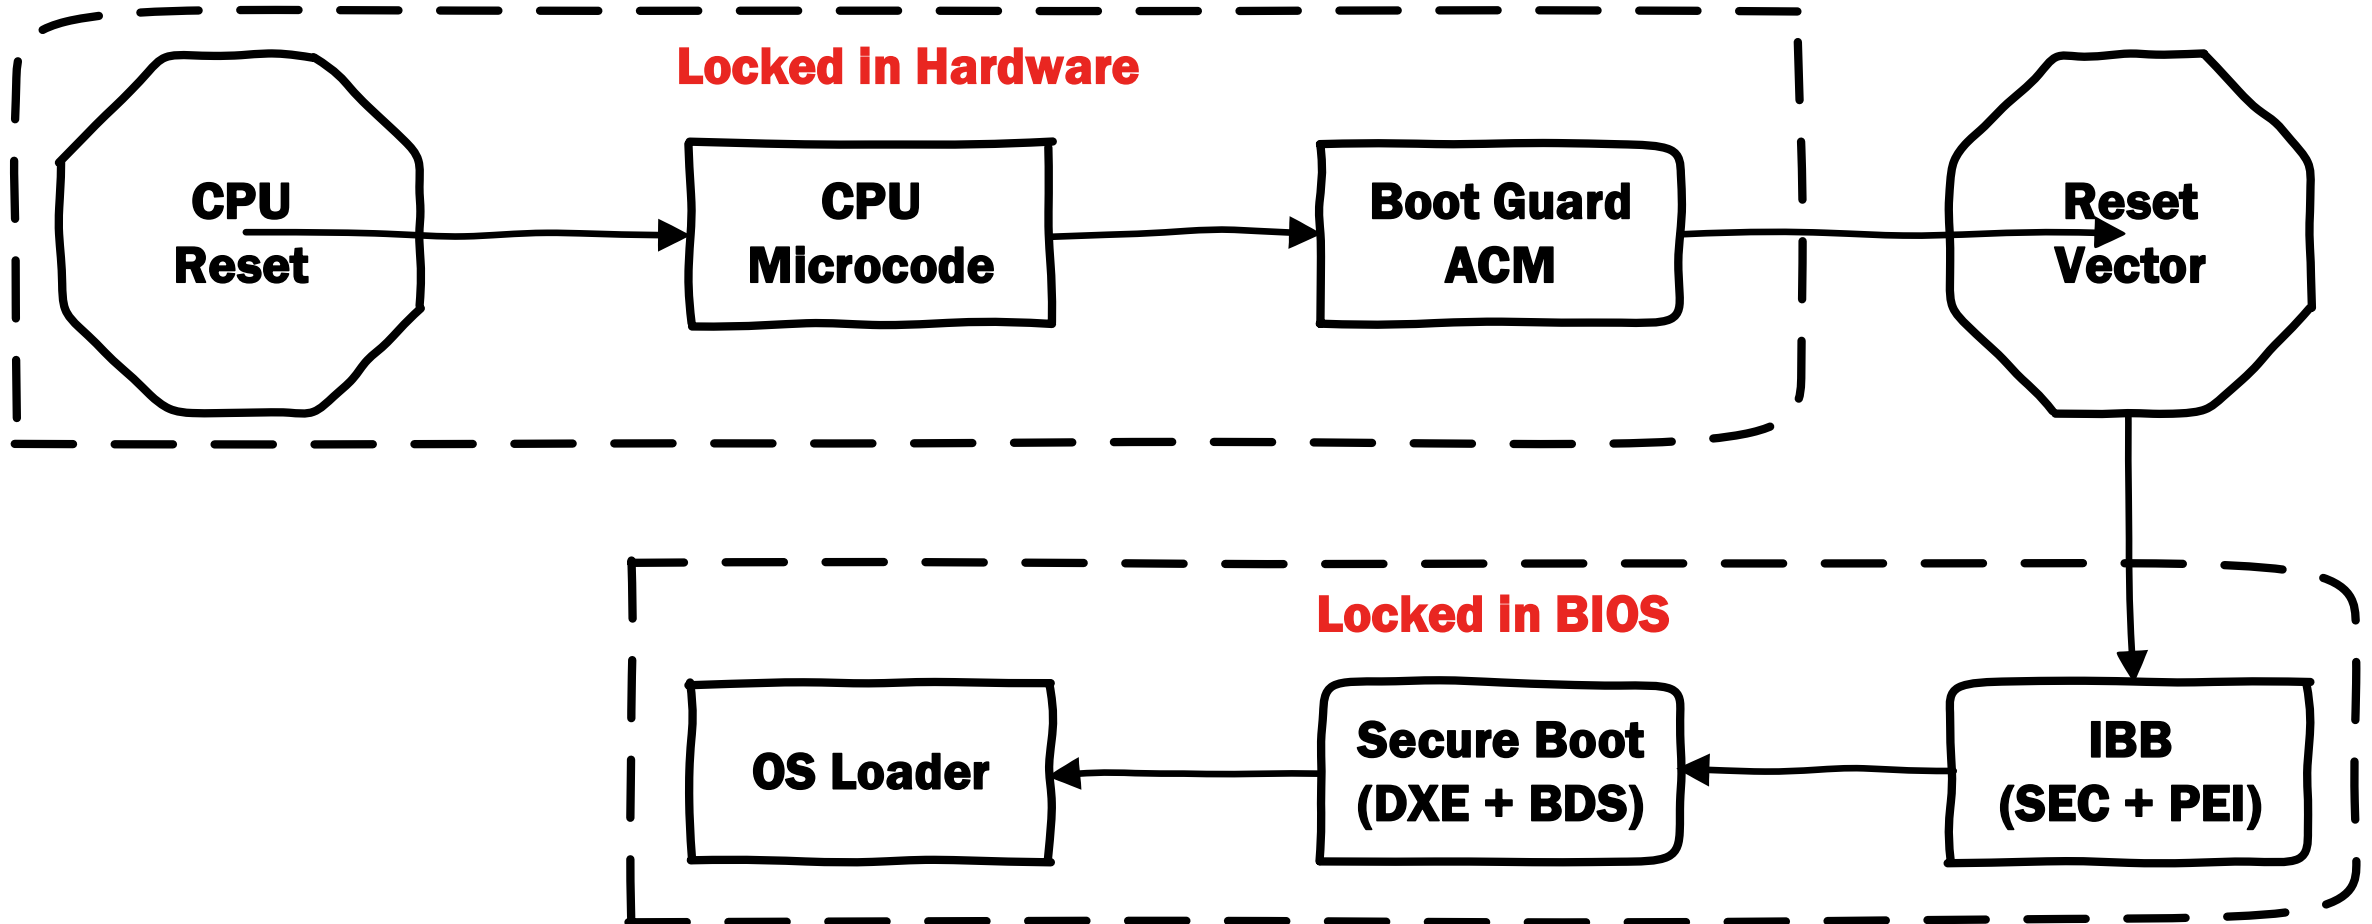 Locked in Hardware
CPU
Reset
CPU
Microcode
Boot Guard
ACM
Reset
Vector
Locked in BIOS
OS Loader
Secure Boot
(DXE + BDS)
IBB
(SEC + PEI)